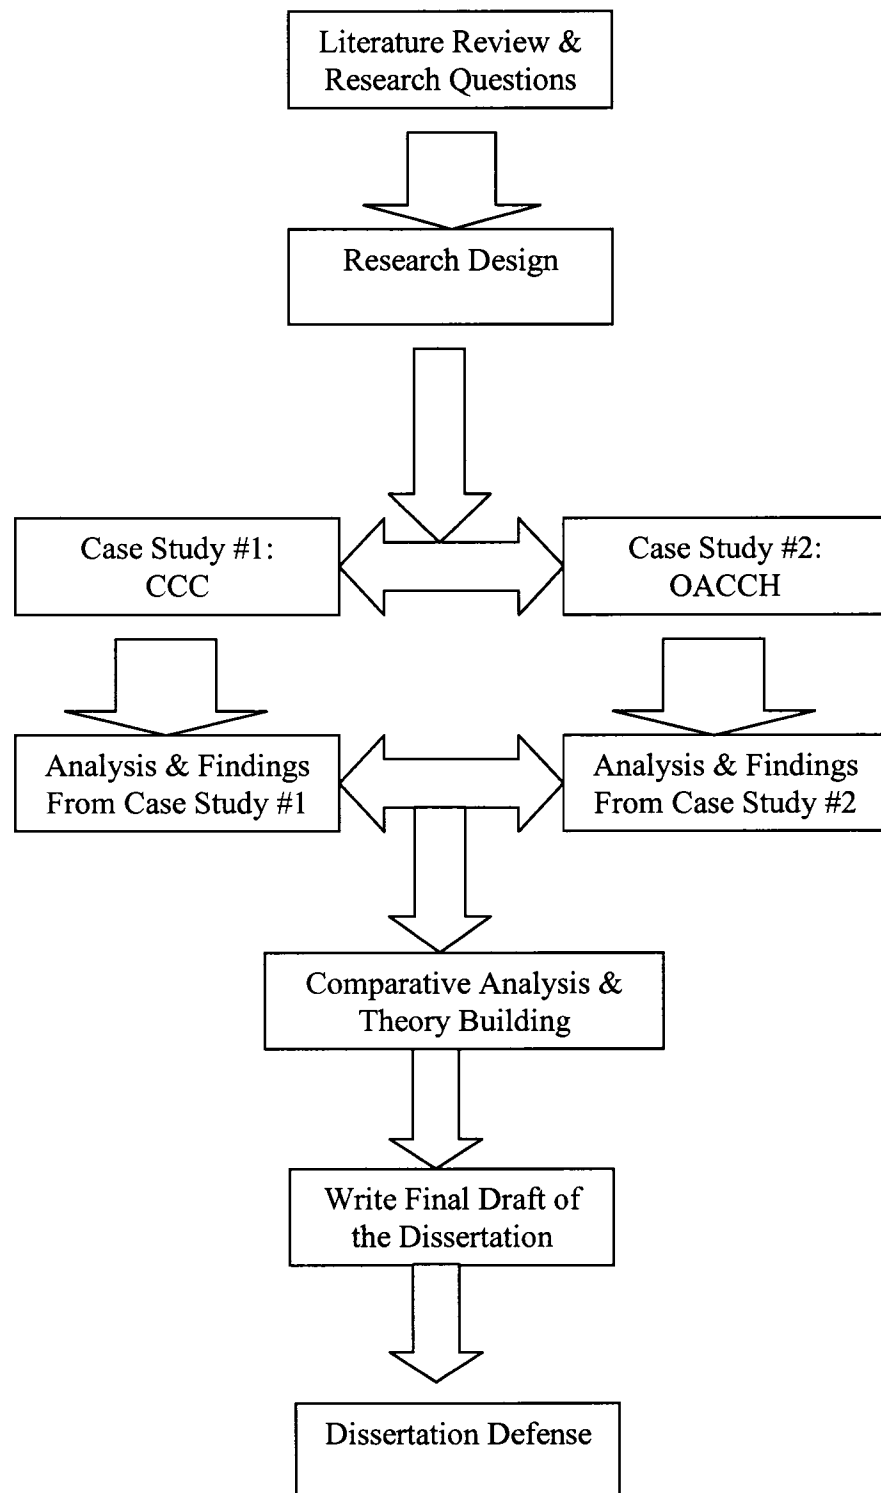 Literature Review &
Research Questions
Research Design
Case Study #1:
CCC
Case Study #2:
OACCH
Analysis & Findings
From Case Study #1
Analysis & Findings
From Case Study #2
Comparative Analysis &
Theory Building
Write Final Draft of
the Dissertation
Dissertation Defense